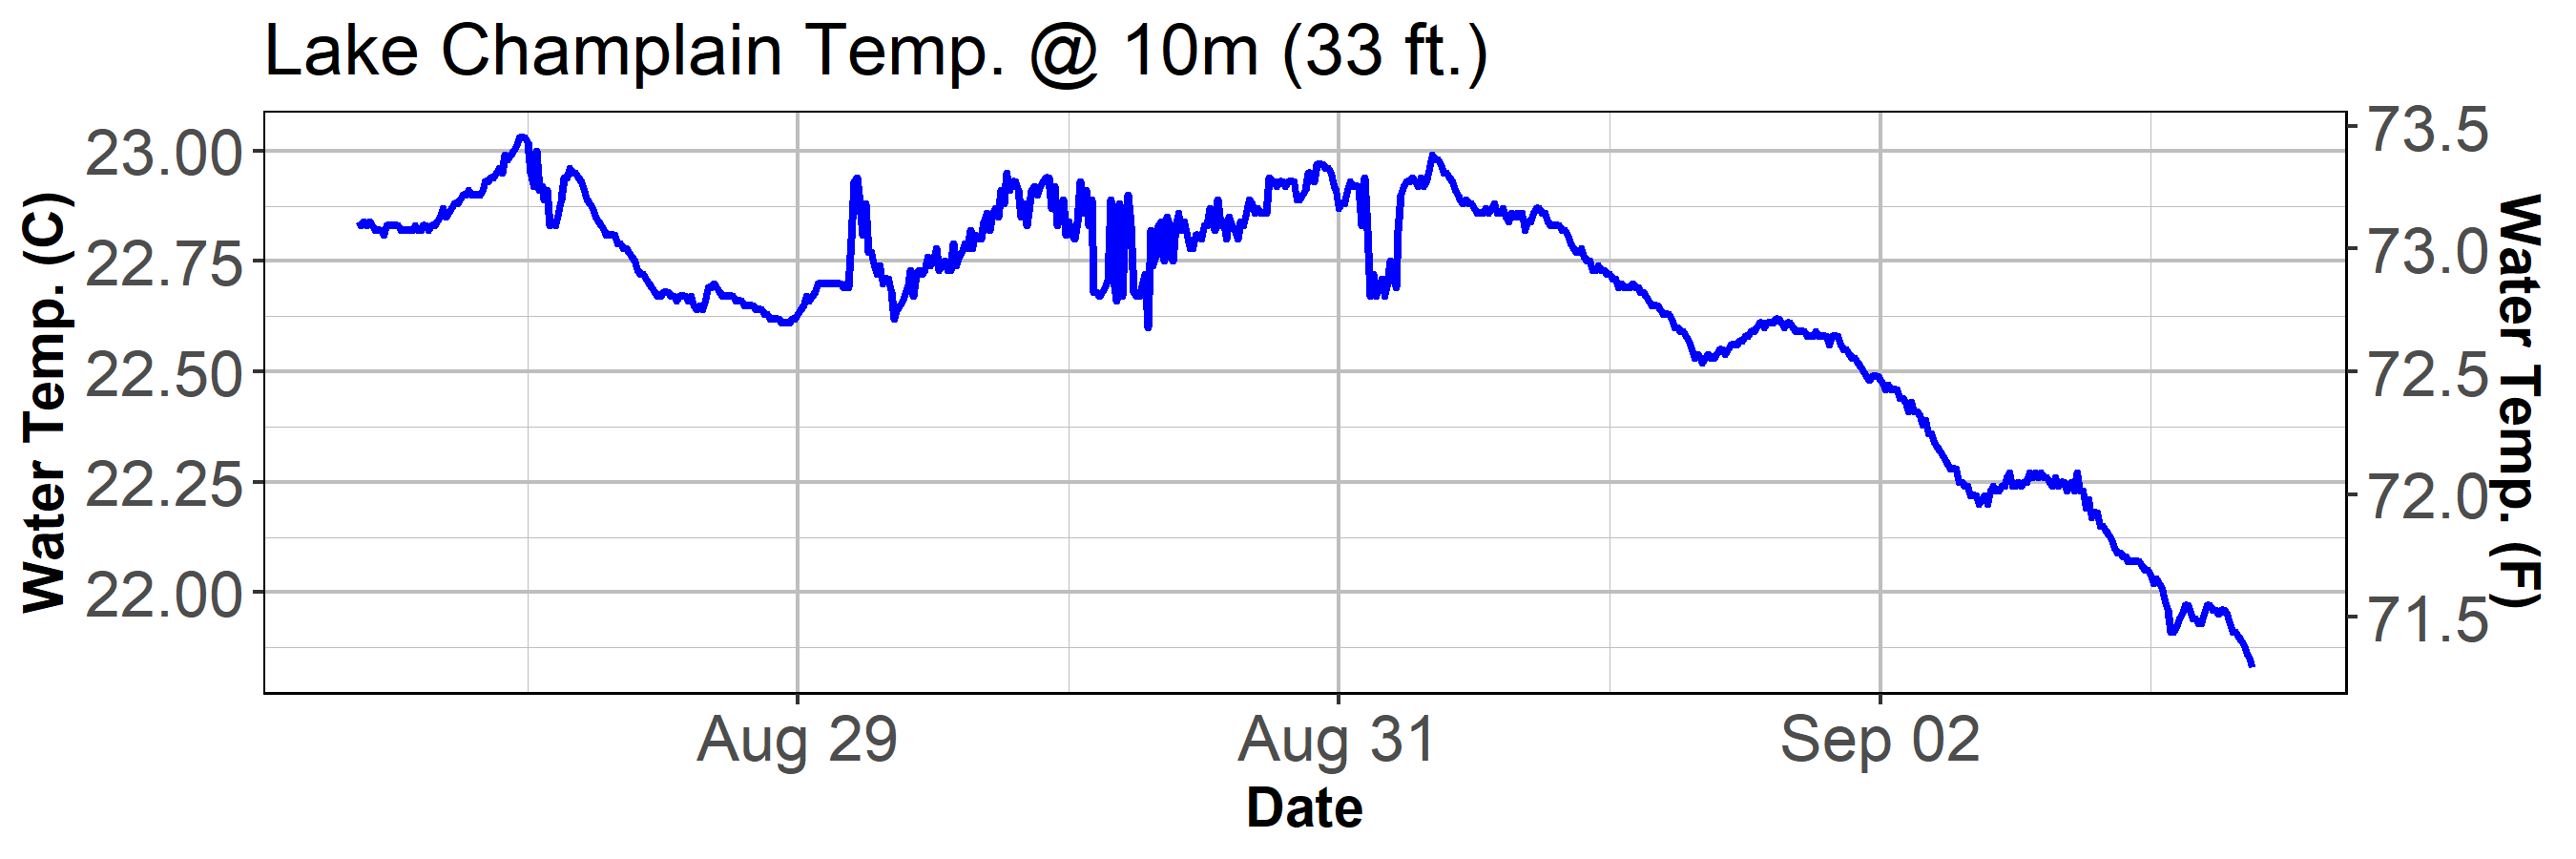 Lake Champlain Temp. @ 10m (33 ft.)
Water Temp. (C)
23.00
22.75
22.50
22.25
22.00
73.5
73.0
72.5
72.0
71.5
Water Temp. (F)
Aug 29
Aug 31
Sep 02
Date